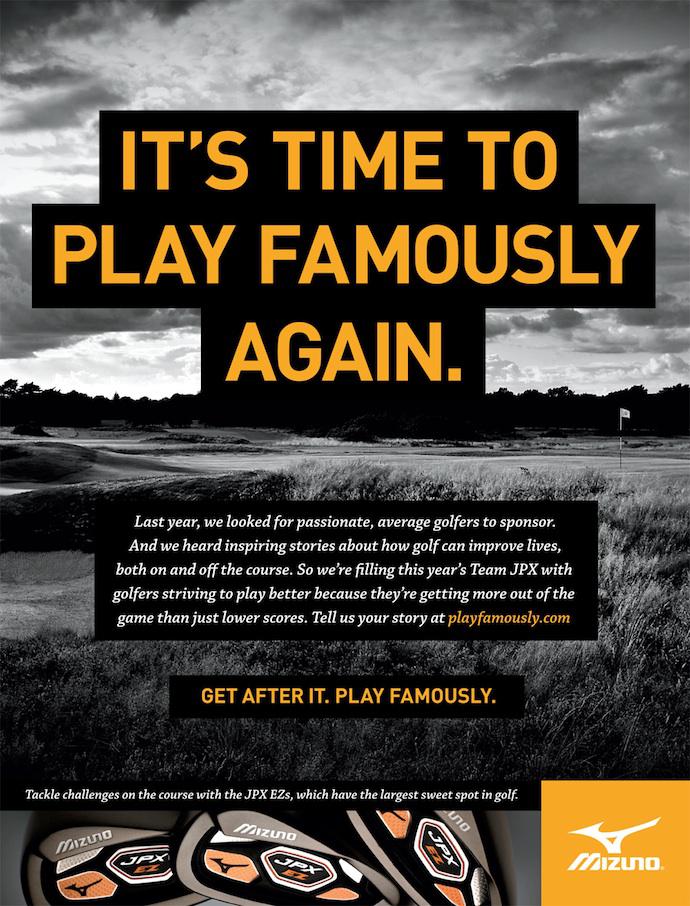 IT'S TIME TO
PLAY FAMOUSLY
AGAIN.
Last year, we looked for passionate, average golfers to sponsor.
And we heard inspiring stories about how golf can improve lives,
both on and off the course. So we're filling this year's Team JPX with
golfers striving to play better because they're getting more out of the
game than just lower scores. Tell us your story at playfamously.com
GET AFTER IT. PLAY FAMOUSLY.
Tackle challenges on the course with the JPX EZs, which have the largest sweet spot in golf.
MIZUNO
JPX
EZ
MIZUNO
JPX
EZ
MIZUNO
JPX
EZ
MIZUNO